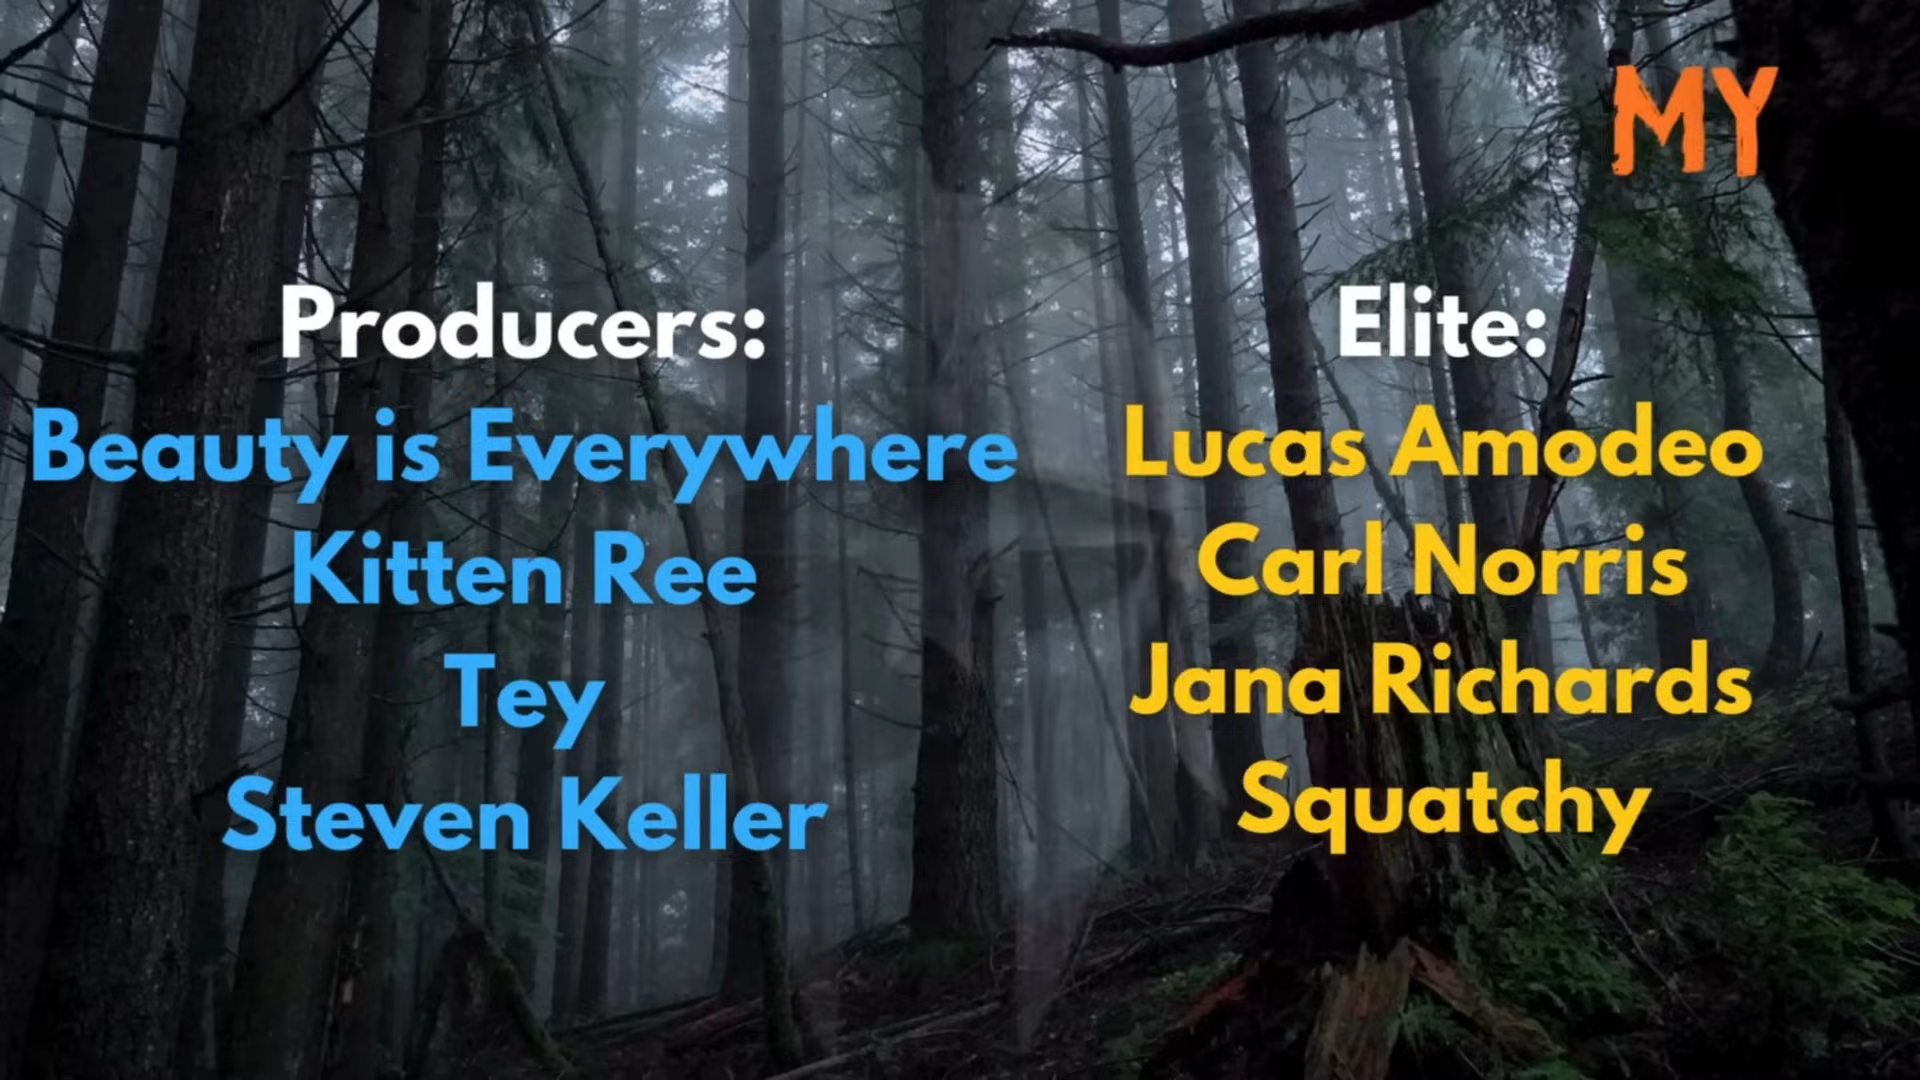 MY
Producers:
Beauty is Everywhere
Kitten Ree
Tey
Steven Keller
Elite:
Lucas Amodeo
Carl Norris
Jana Richards
Squatchy